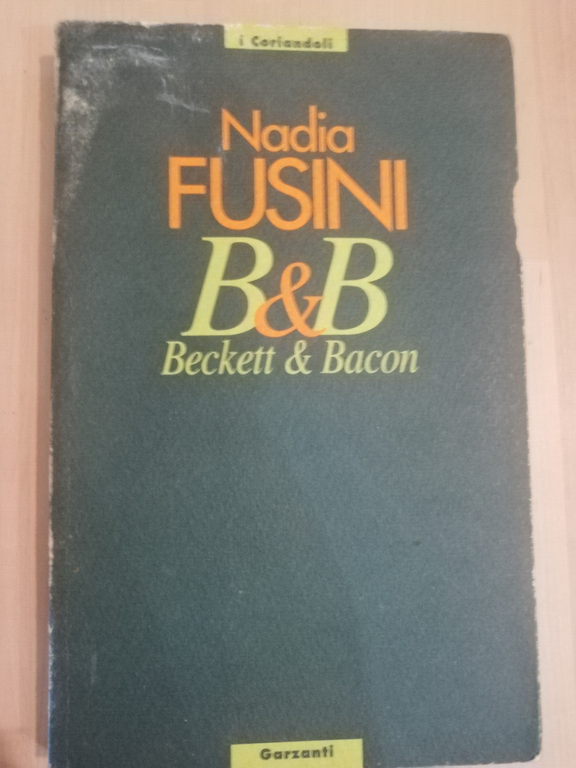 i Coriandoli
Nadia
FUSINI
B&B
Beckett & Bacon
Garzanti